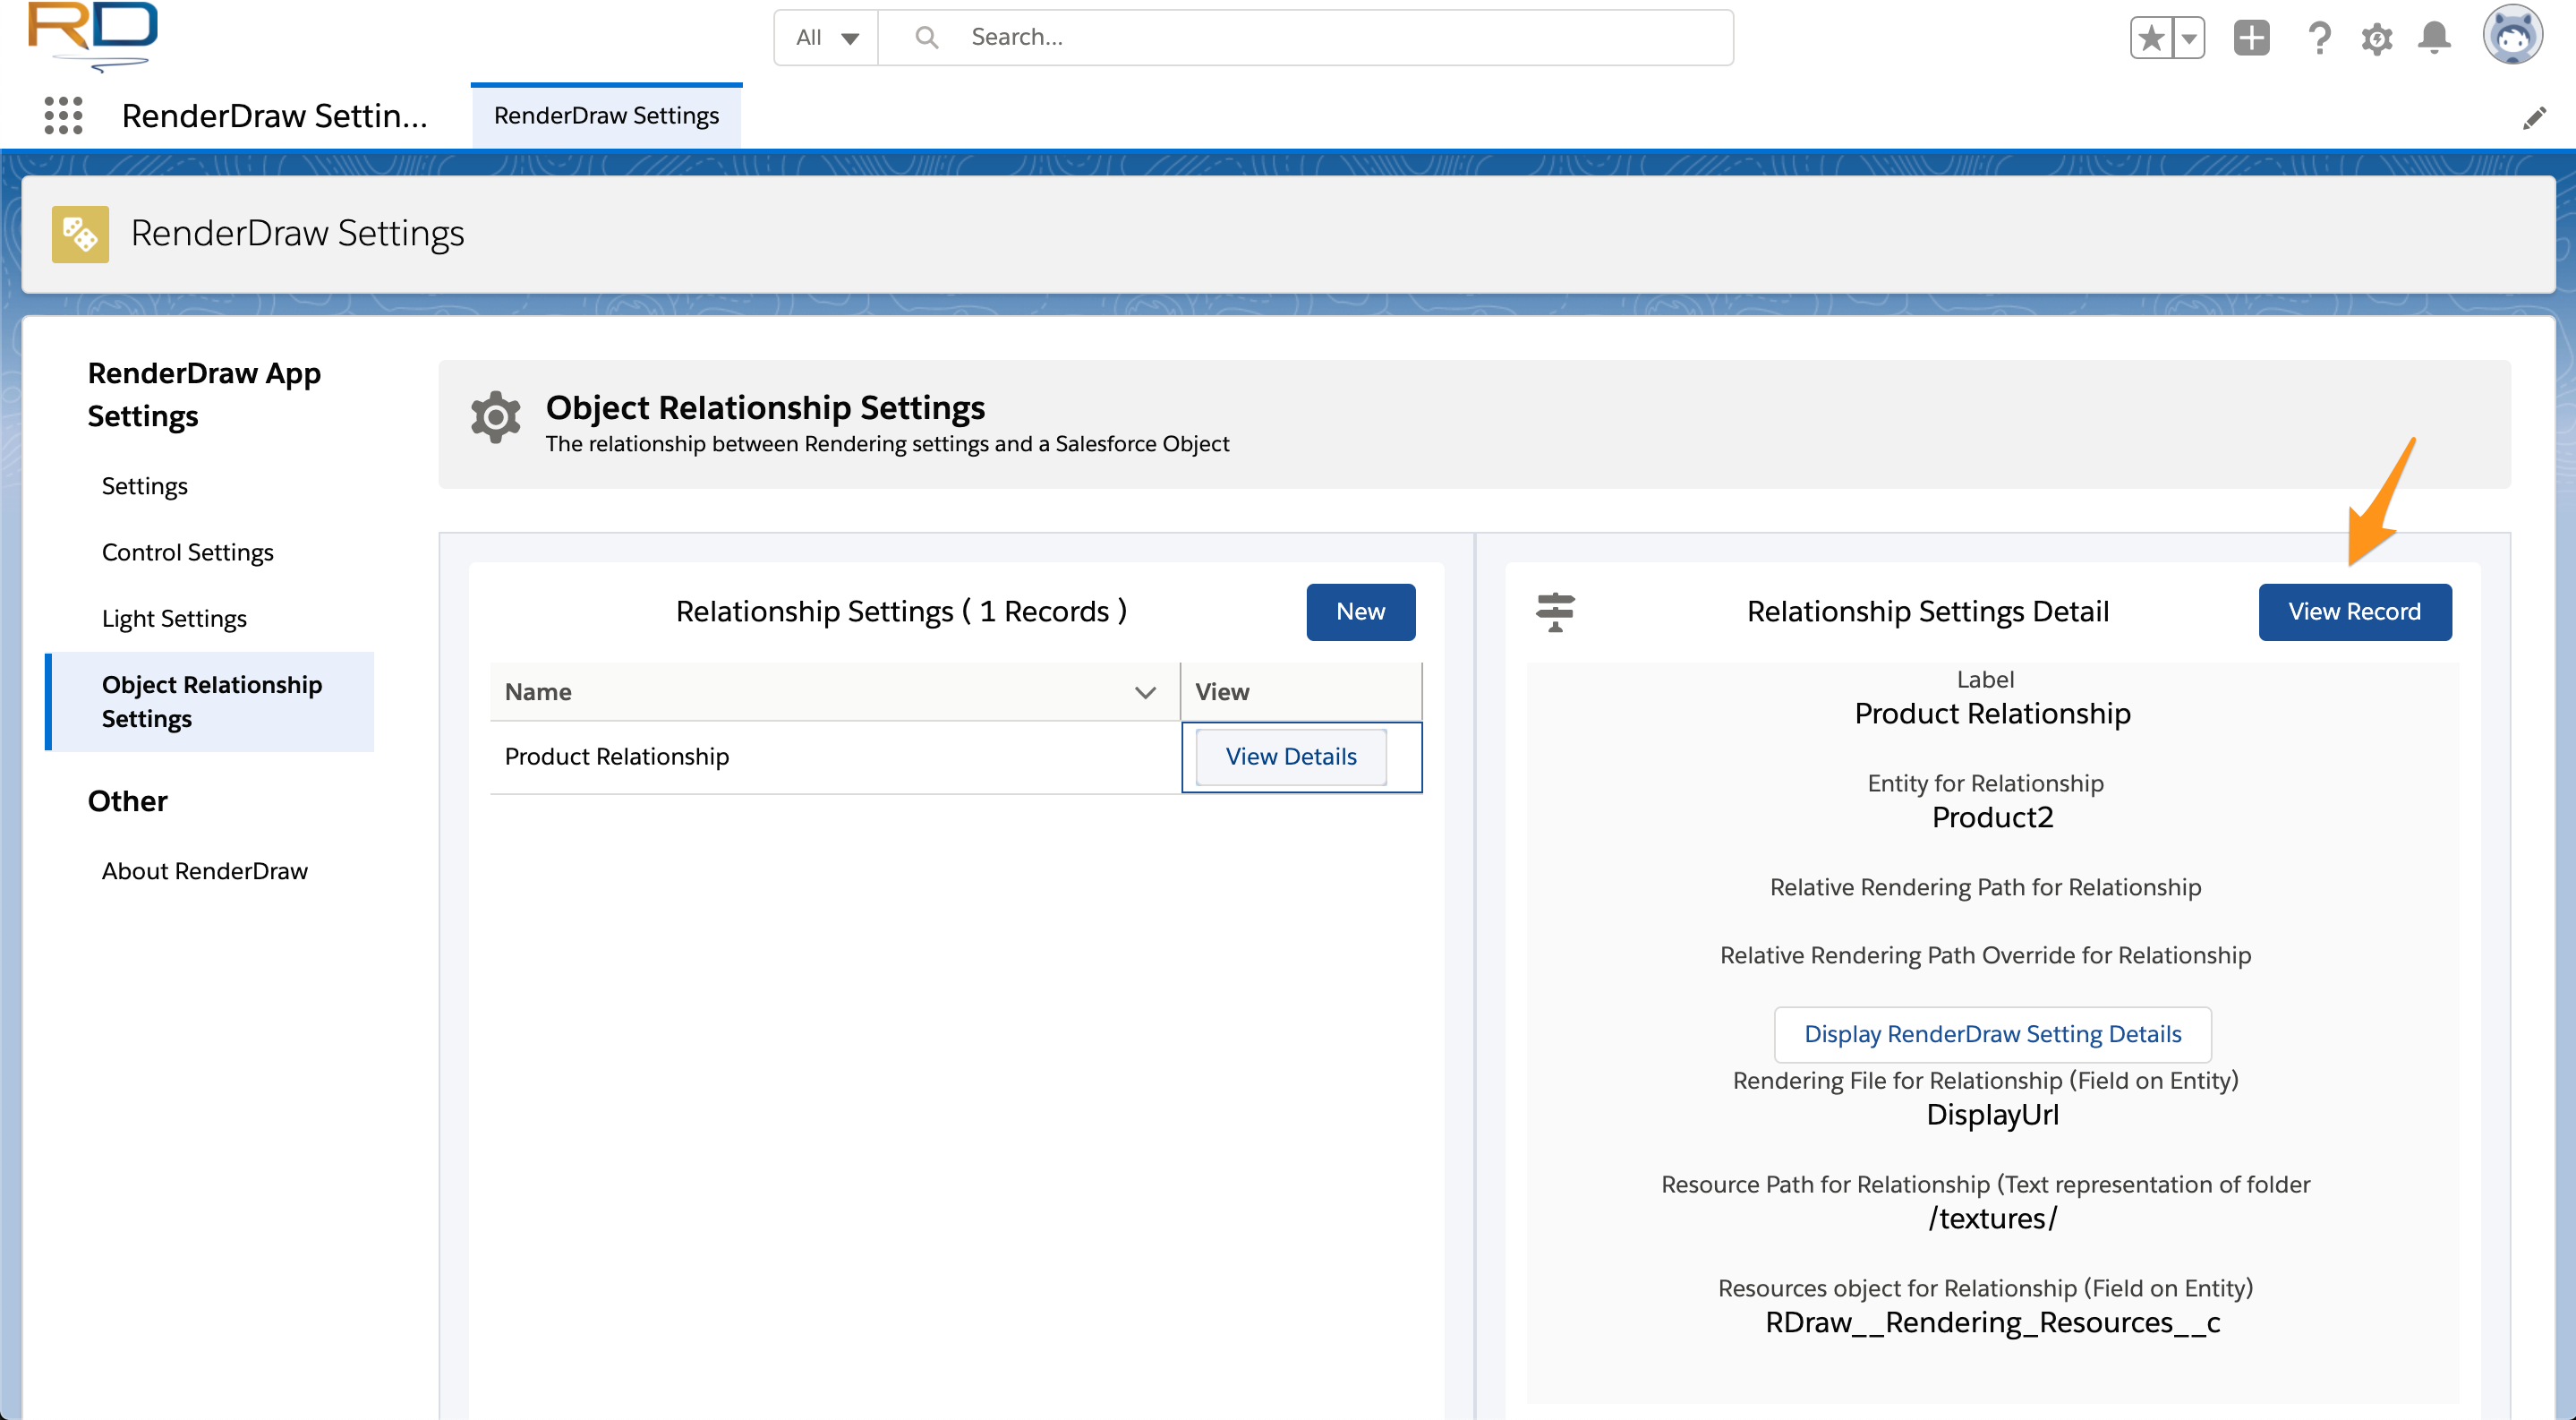 RD
All
Search...
RenderDraw Settin...
RenderDraw Settings
RenderDraw Settings
RenderDraw App
Settings
Settings
Control Settings
Light Settings
Object Relationship
Settings
Other
About RenderDraw
Object Relationship Settings
The relationship between Rendering settings and a Salesforce Object
Relationship Settings ( 1 Records )
New
Name
View
Product Relationship
View Details
Relationship Settings Detail
View Record
Label
Product Relationship
Entity for Relationship
Product2
Relative Rendering Path for Relationship
Relative Rendering Path Override for Relationship
Display RenderDraw Setting Details
Rendering File for Relationship (Field on Entity)
DisplayUrl
Resource Path for Relationship (Text representation of folder
/textures/
Resources object for Relationship (Field on Entity)
RDraw__Rendering_Resources__c